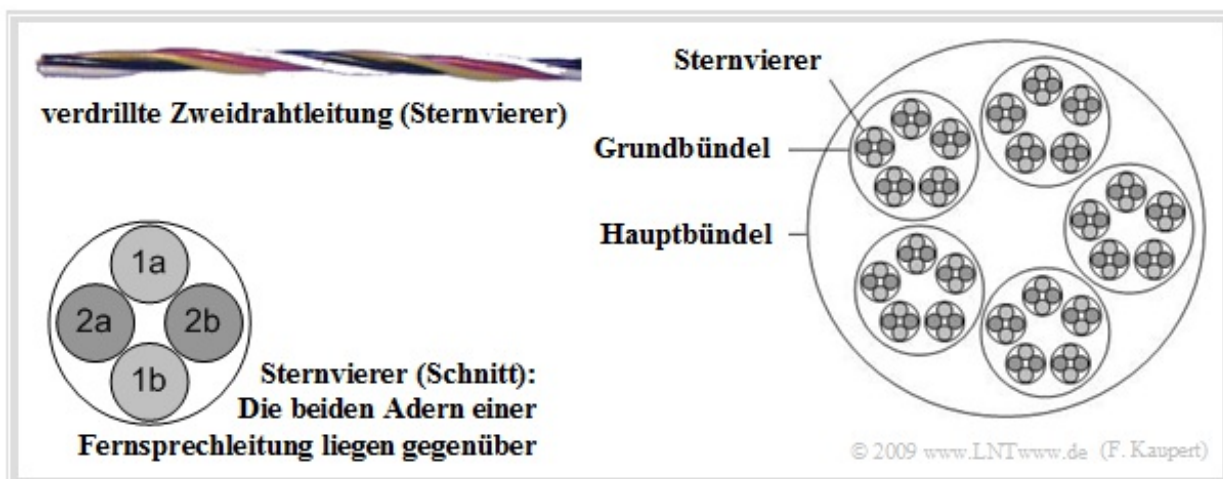 verdrillte Zweidrahtleitung (Sternvierer)
1a
2a
2b
1b
Sternvierer (Schnitt):
Die beiden Adern einer
Fernsprechleitung liegen gegenüber
Sternvierer
Grundbündel
Hauptbündel
© 2009 www.LNTwww.de (F. Kaupert)